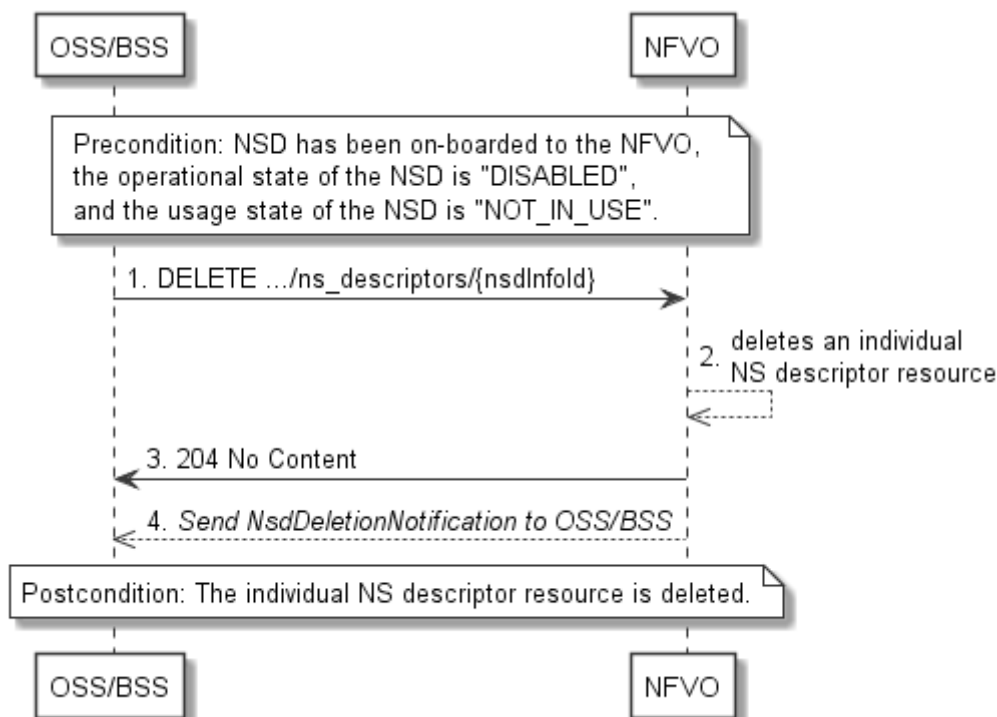 OSS/BSS
NFVO
Precondition: NSD has been on-boarded to the NFVO,
the operational state of the NSD is "DISABLED",
and the usage state of the NSD is "NOT_IN_USE".
1. DELETE .../ns_descriptors/{nsdInfoId}
2. deletes an individual
NS descriptor resource
3. 204 No Content
4. Send NsdDeletionNotification to OSS/BSS
Postcondition: The individual NS descriptor resource is deleted.
OSS/BSS
NFVO